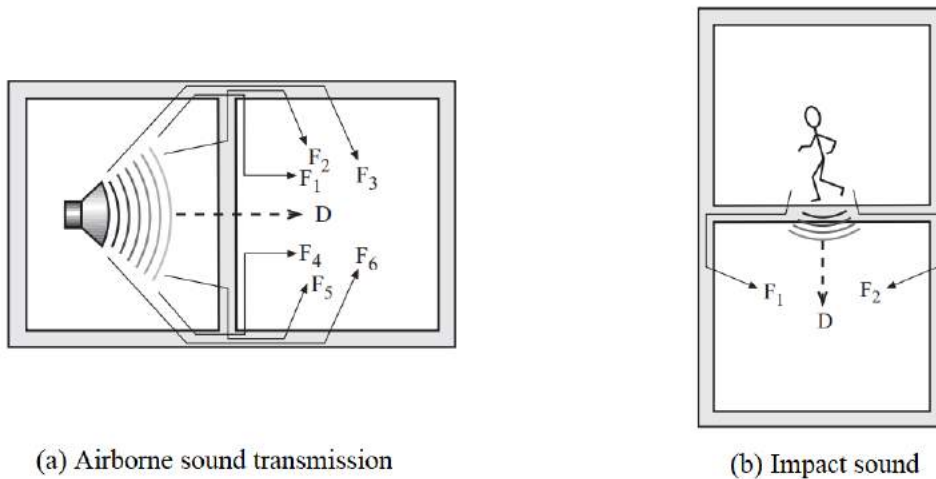 F2
F1
F3
D
F4
F6
F5
F1
F2
D
(a) Airborne sound transmission
(b) Impact sound